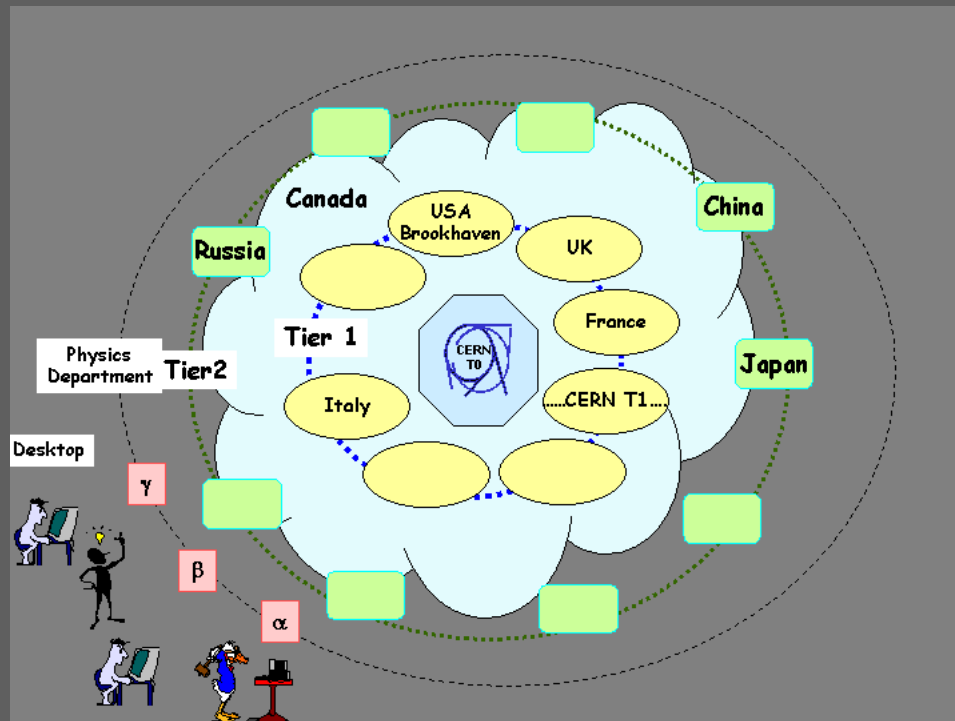 Canada
USA
Brookhaven
China
UK
Russia
France
Tier 1
CERN
T0
Physics
Department
Tier2
Japan
Italy
......CERN T1....
Desktop
γ
β
α